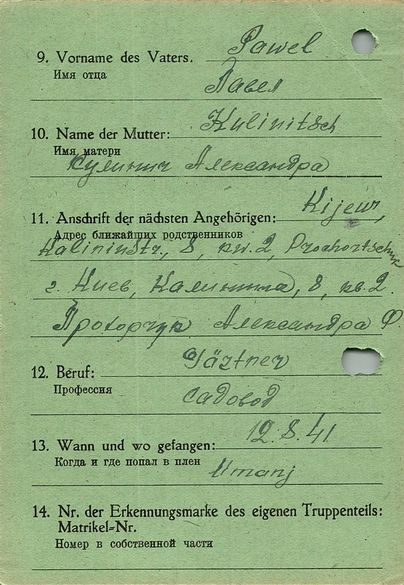 9. Vorname des Vaters. Pawel
Имя отца
Павел
10. Name der Mutter: Kulinitsch
Имя матери
Кулинич Александра
11. Anschrift der nächsten Angehörigen: Kijew,
Адрес ближайших родственников
Kalininstr., 8, kw. 2, Prochortschuk
г. Киев, Калинина, 8, кв. 2.
Прохорчук Александра Ф.
12. Beruf: Gärtner
Профессия
садовод
13. Wann und wo gefangen: 12.8.41
Когда и где попал в плен
Umanj
14. Nr. der Erkennungsmarke des eigenen Truppenteils:
Matrikel-Nr.
Номер в собственной части